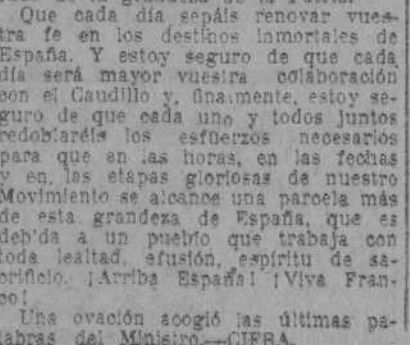 Que cada día sepáis renovar vues-
tra fe en los destinos inmortales de
España. Y estoy seguro de que cada
día será mayor vuestra colaboración
con el Caudillo y, finalmente, estoy se-
guro de que cada uno y todos juntos
redoblaréis los esfuerzos necesarios
para que en las horas, en las fechas
y en, las etapas gloriosas de nuestro
Movimiento se alcance una parcela más
de esta grandeza de España, que es
deb'da a un pueblo que trabaja con
toda lealtad, efusión, espíritu de sa-
crificio. ¡Arriba España! ¡Viva Fran-
co!
Una ovación acogió las últimas pa-
labras del Ministro.—CIFRA.